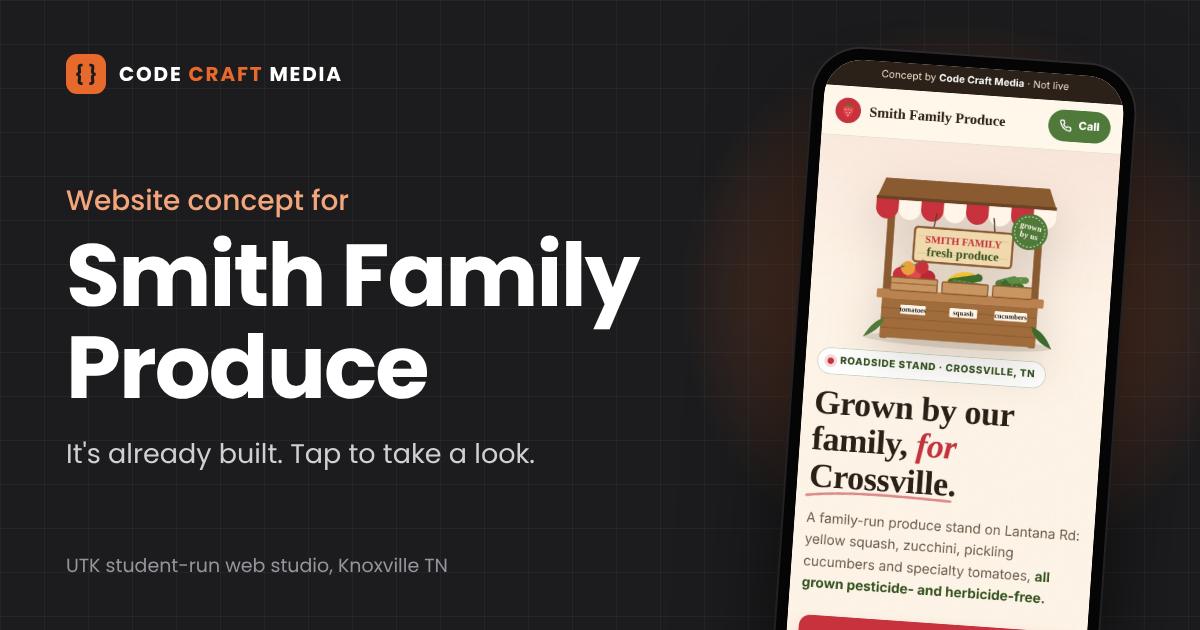 { } CODE CRAFT MEDIA
Website concept for
Smith Family
Produce
It's already built. Tap to take a look.
UTK student-run web studio, Knoxville TN
Concept by Code Craft Media · Not live
Smith Family Produce
Call
grown
by us
SMITH FAMILY
fresh produce
tomatoes
squash
cucumbers
ROADSIDE STAND · CROSSVILLE, TN
Grown by our
family, for
Crossville.
A family-run produce stand on Lantana Rd:
yellow squash, zucchini, pickling
cucumbers and specialty tomatoes, all
grown pesticide- and herbicide-free.